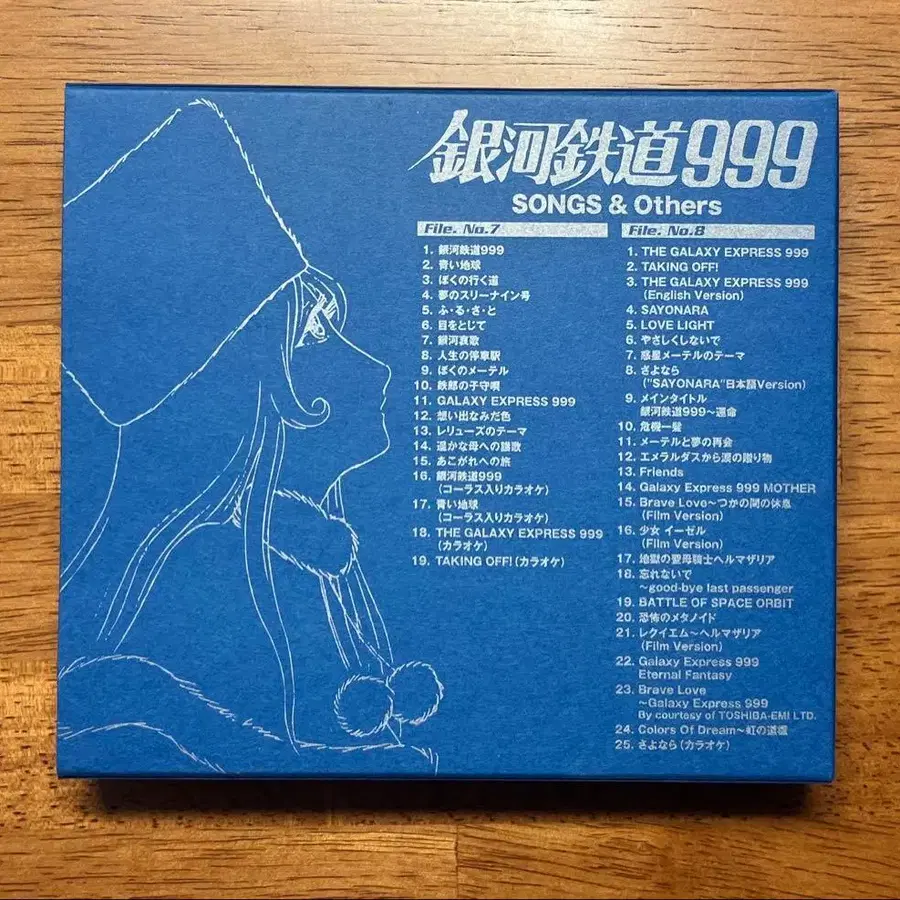 銀河鉄道999
SONGS & Others
File. No.7
1. 銀河鉄道999
2. 青い地球
3. ぼくの行く道
4. 夢のスリーナイン号
5. ふ・る・さ・と
6. 目をとじて
7. 銀河哀歌
8. 人生の停車駅
9. ぼくのメーテル
10. 鉄郎の子守唄
11. GALAXY EXPRESS 999
12. 想い出なみだ色
13. レリューズのテーマ
14. 遥かな母への讃歌
15. あこがれへの旅
16. 銀河鉄道999
(コーラス入りカラオケ)
17. 青い地球
(コーラス入りカラオケ)
18. THE GALAXY EXPRESS 999
(カラオケ)
19. TAKING OFF! (カラオケ)
File. No.8
1. THE GALAXY EXPRESS 999
2. TAKING OFF!
3. THE GALAXY EXPRESS 999
(English Version)
4. SAYONARA
5. LOVE LIGHT
6. やさしくしないで
7. 惑星メーテルのテーマ
8. さよなら
("SAYONARA"日本語Version)
9. メインタイトル
銀河鉄道999〜運命
10. 危機一髪
11. メーテルと夢の再会
12. エメラルダスから涙の贈り物
13. Friends
14. Galaxy Express 999 MOTHER
15. Brave Love〜つかの間の休息
(Film Version)
16. 少女 イーゼル
(Film Version)
17. 地獄の聖母騎士ヘルマザリア
18. 忘れないで
〜good-bye last passenger
19. BATTLE OF SPACE ORBIT
20. 恐怖のメタノイド
21. レクイエム〜ヘルマザリア
(Film Version)
22. Galaxy Express 999
Eternal Fantasy
23. Brave Love
〜Galaxy Express 999
By courtesy of TOSHIBA-EMI LTD.
24. Colors Of Dream〜虹の道標
25. さよなら (カラオケ)